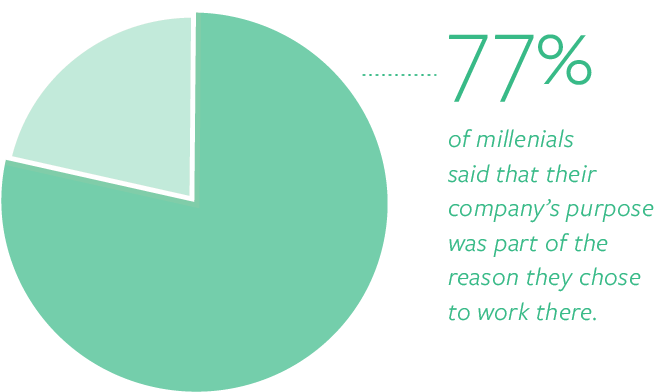 77%
of millenials
said that their
company’s purpose
was part of the
reason they chose
to work there.